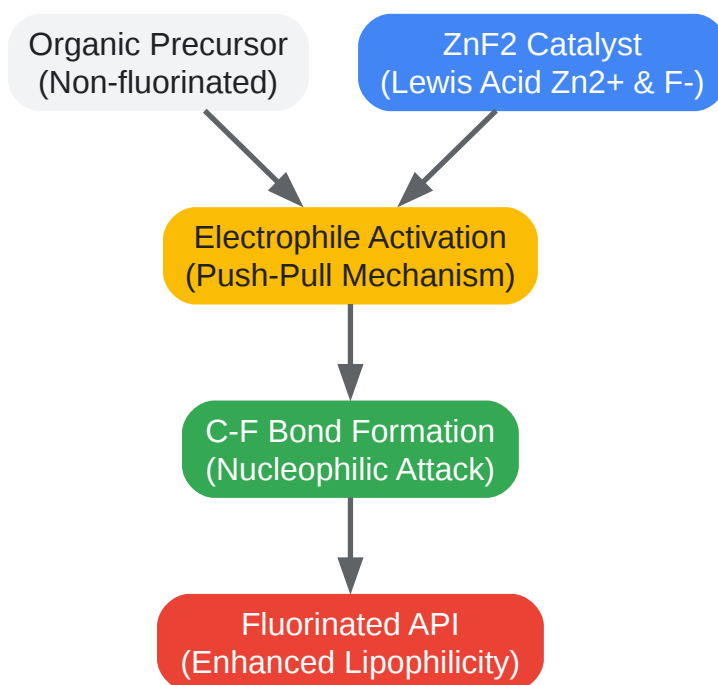 Organic Precursor
(Non-fluorinated)
ZnF2 Catalyst
(Lewis Acid Zn2+ & F-)
Electrophile Activation
(Push-Pull Mechanism)
C-F Bond Formation
(Nucleophilic Attack)
Fluorinated API
(Enhanced Lipophilicity)